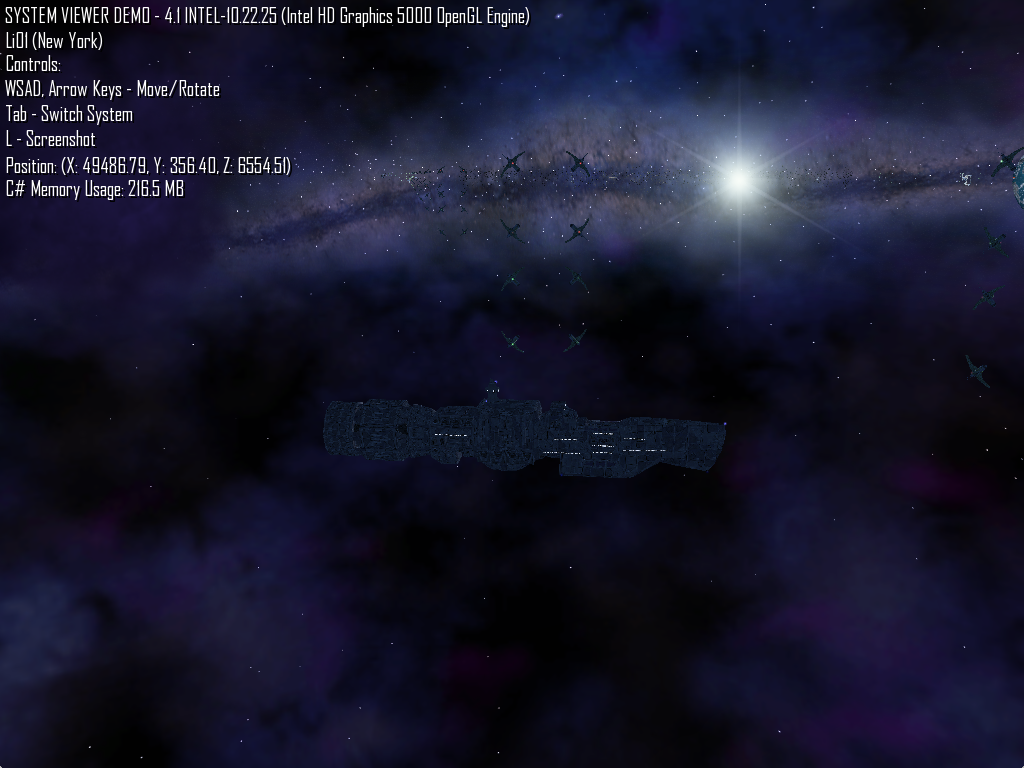 SYSTEM VIEWER DEMO - 4.1 INTEL-10.22.25 (Intel HD Graphics 5000 OpenGL Engine)
Li01 (New York)
Controls:
WSAD, Arrow Keys - Move/Rotate
Tab - Switch System
L - Screenshot
Position: (X: 49486.79, Y: 356.40, Z: 6554.51)
C# Memory Usage: 216.5 MB